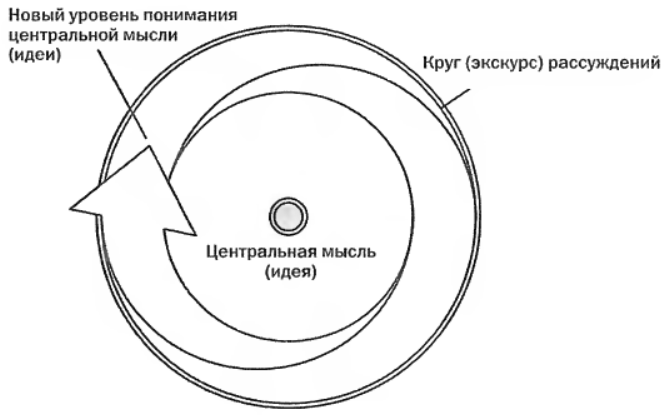 Новый уровень понимания
центральной мысли
(идеи)
Круг (экскурс) рассуждений
Центральная мысль
(идея)